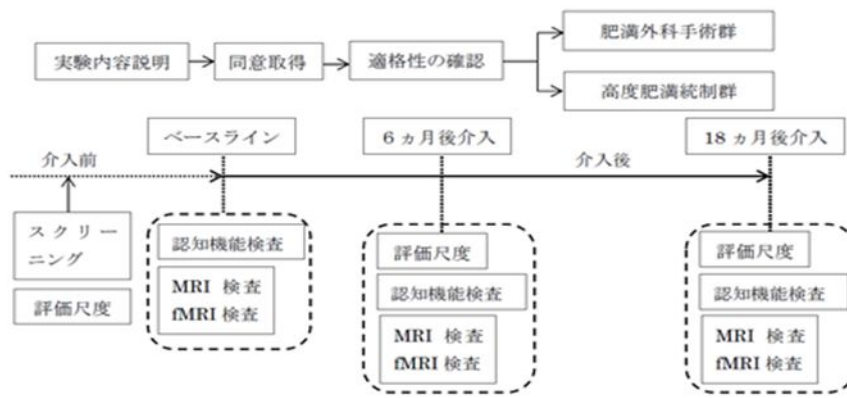 肥満外科手術群
実験内容説明
同意取得
適格性の確認
高度肥満統制群
ベースライン
6ヵ月後介入
18ヵ月後介入
介入前
介入後
スクリー
ニング
評価尺度
認知機能検査
MRI 検査
fMRI 検査
評価尺度
認知機能検査
MRI 検査
fMRI 検査
評価尺度
認知機能検査
MRI 検査
fMRI 検査